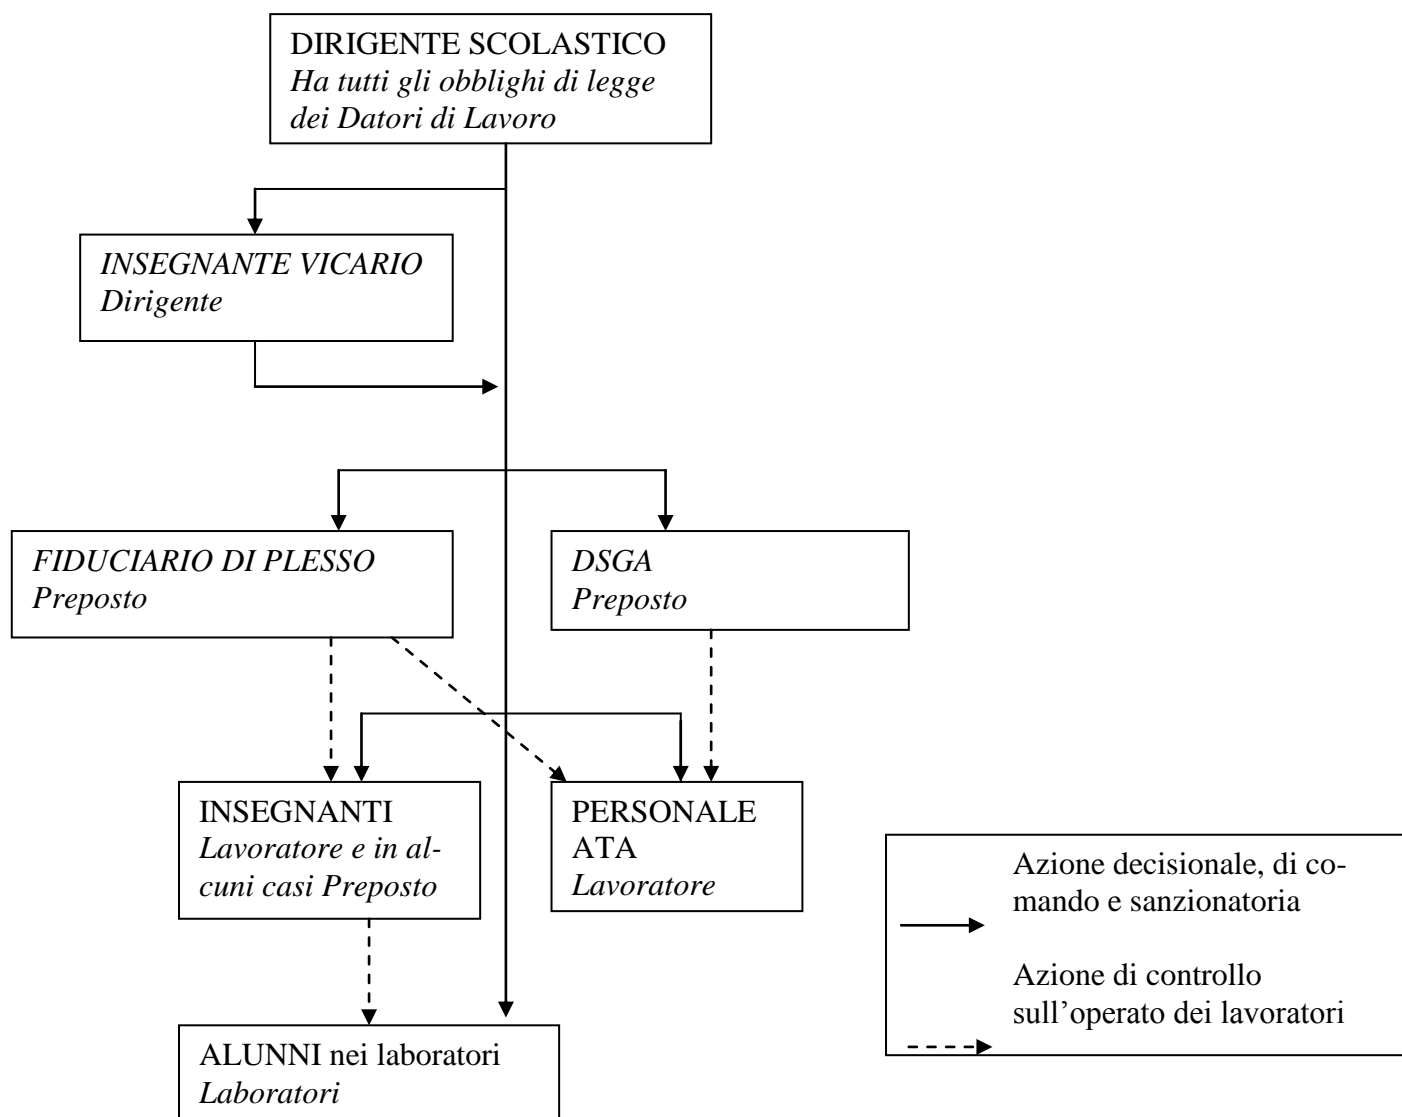 DIRIGENTE SCOLASTICO
Ha tutti gli obblighi di legge
dei Datori di Lavoro
INSEGNANTE VICARIO
Dirigente
FIDUCIARIO DI PLESSO
Preposto
DSGA
Preposto
INSEGNANTI
Lavoratore e in al-
cuni casi Preposto
PERSONALE
ATA
Lavoratore
Azione decisionale, di co-
mando e sanzionatoria
Azione di controllo
sull’operato dei lavoratori
ALUNNI nei laboratori
Laboratori